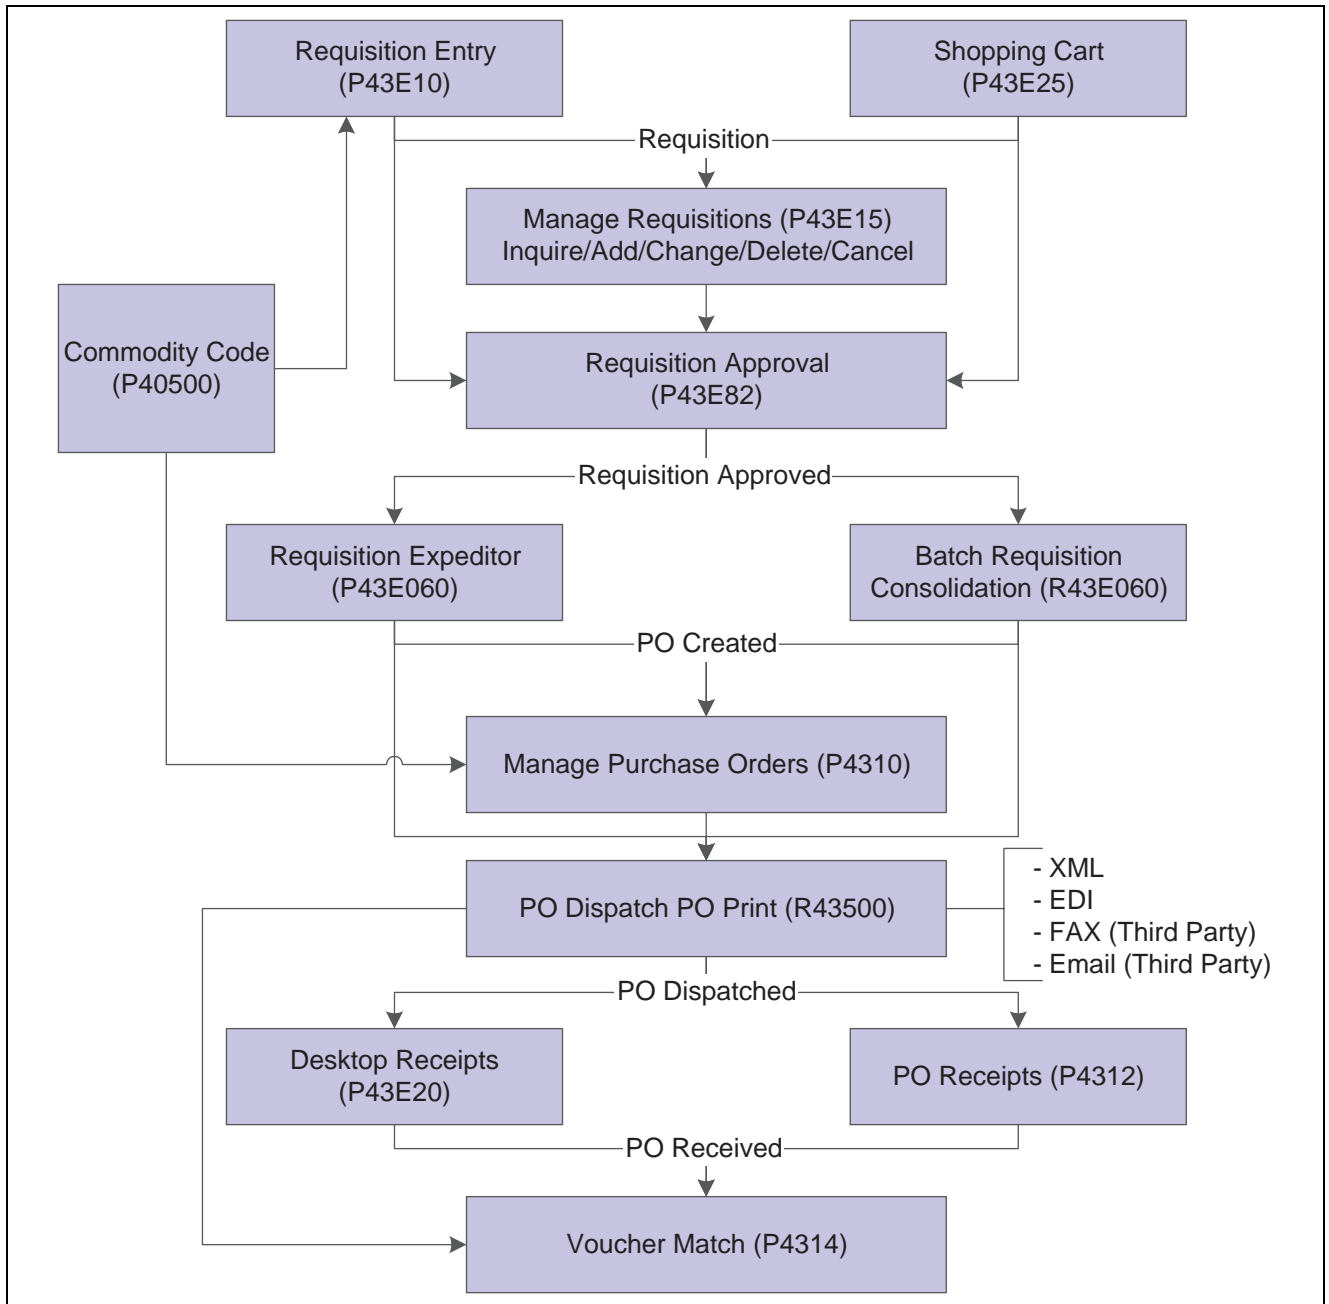 Requisition Entry
(P43E10)
Shopping Cart
(P43E25)
Requisition
Manage Requisitions (P43E15)
Inquire/Add/Change/Delete/Cancel
Commodity Code
(P40500)
Requisition Approval
(P43E82)
Requisition Approved
Requisition Expeditor
(P43E060)
Batch Requisition
Consolidation (R43E060)
PO Created
Manage Purchase Orders (P4310)
PO Dispatch PO Print (R43500)
- XML
- EDI
- FAX (Third Party)
- Email (Third Party)
PO Dispatched
Desktop Receipts
(P43E20)
PO Receipts (P4312)
PO Received
Voucher Match (P4314)